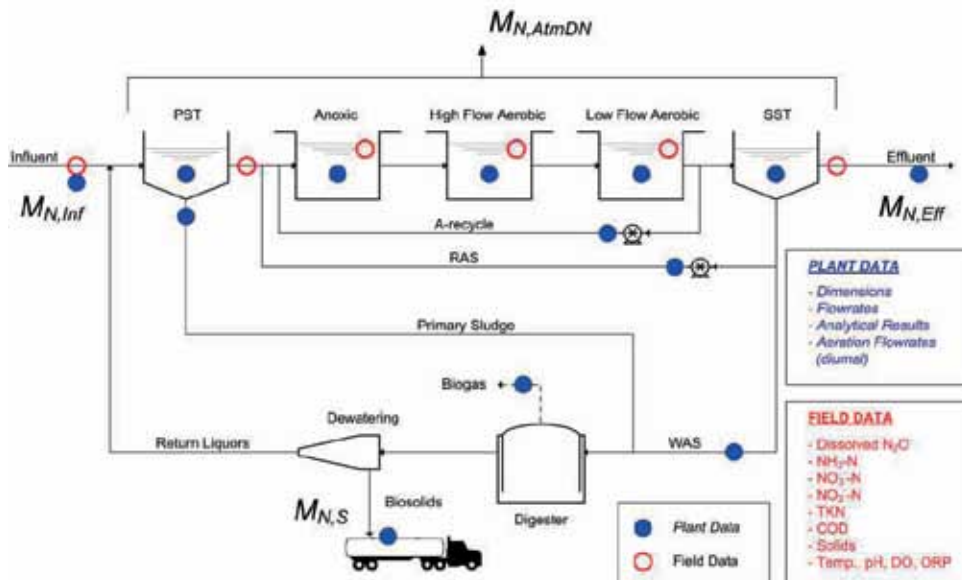 M_N,AtmDN
PST
Anoxic
High Flow Aerobic
Low Flow Aerobic
SST
Influent
Effluent
M_N,Inf
M_N,Eff
A-recycle
RAS
PLANT DATA
- Dimensions
- Flowrates
- Analytical Results
- Aeration Flowrates
(diurnal)
Primary Sludge
Biogas
Dewatering
Return Liquors
WAS
FIELD DATA
- Dissolved N₂O
- NH₃-N
- NO₃⁻-N
- NO₂⁻-N
- TKN
- COD
- Solids
- Temp., pH, DO, ORP
M_N,S
Biosolids
Digester
Plant Data
Field Data